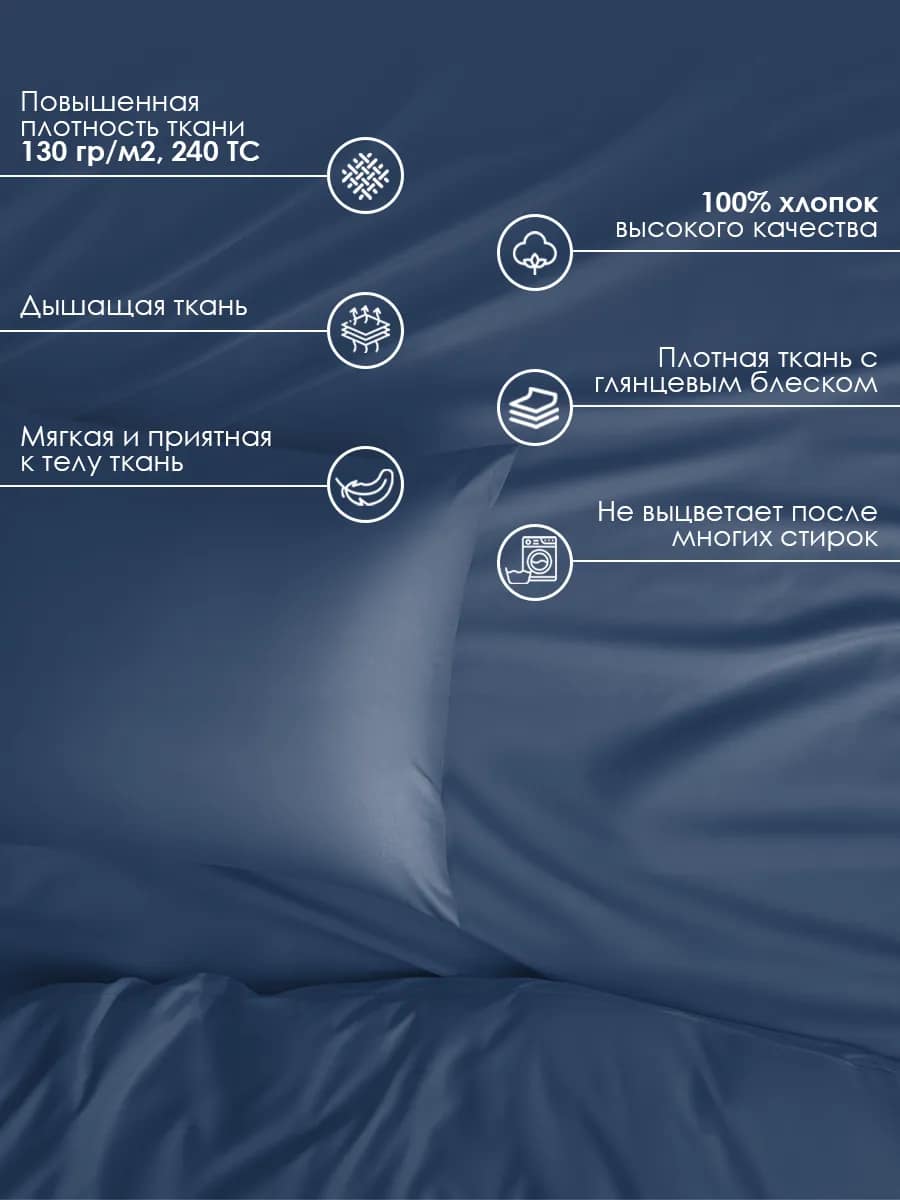 Повышенная
плотность ткани
130 гр/м2, 240 ТС
100% хлопок
высокого качества
Дышащая ткань
Плотная ткань с
глянцевым блеском
Мягкая и приятная
к телу ткань
Не выцветает после
многих стирок